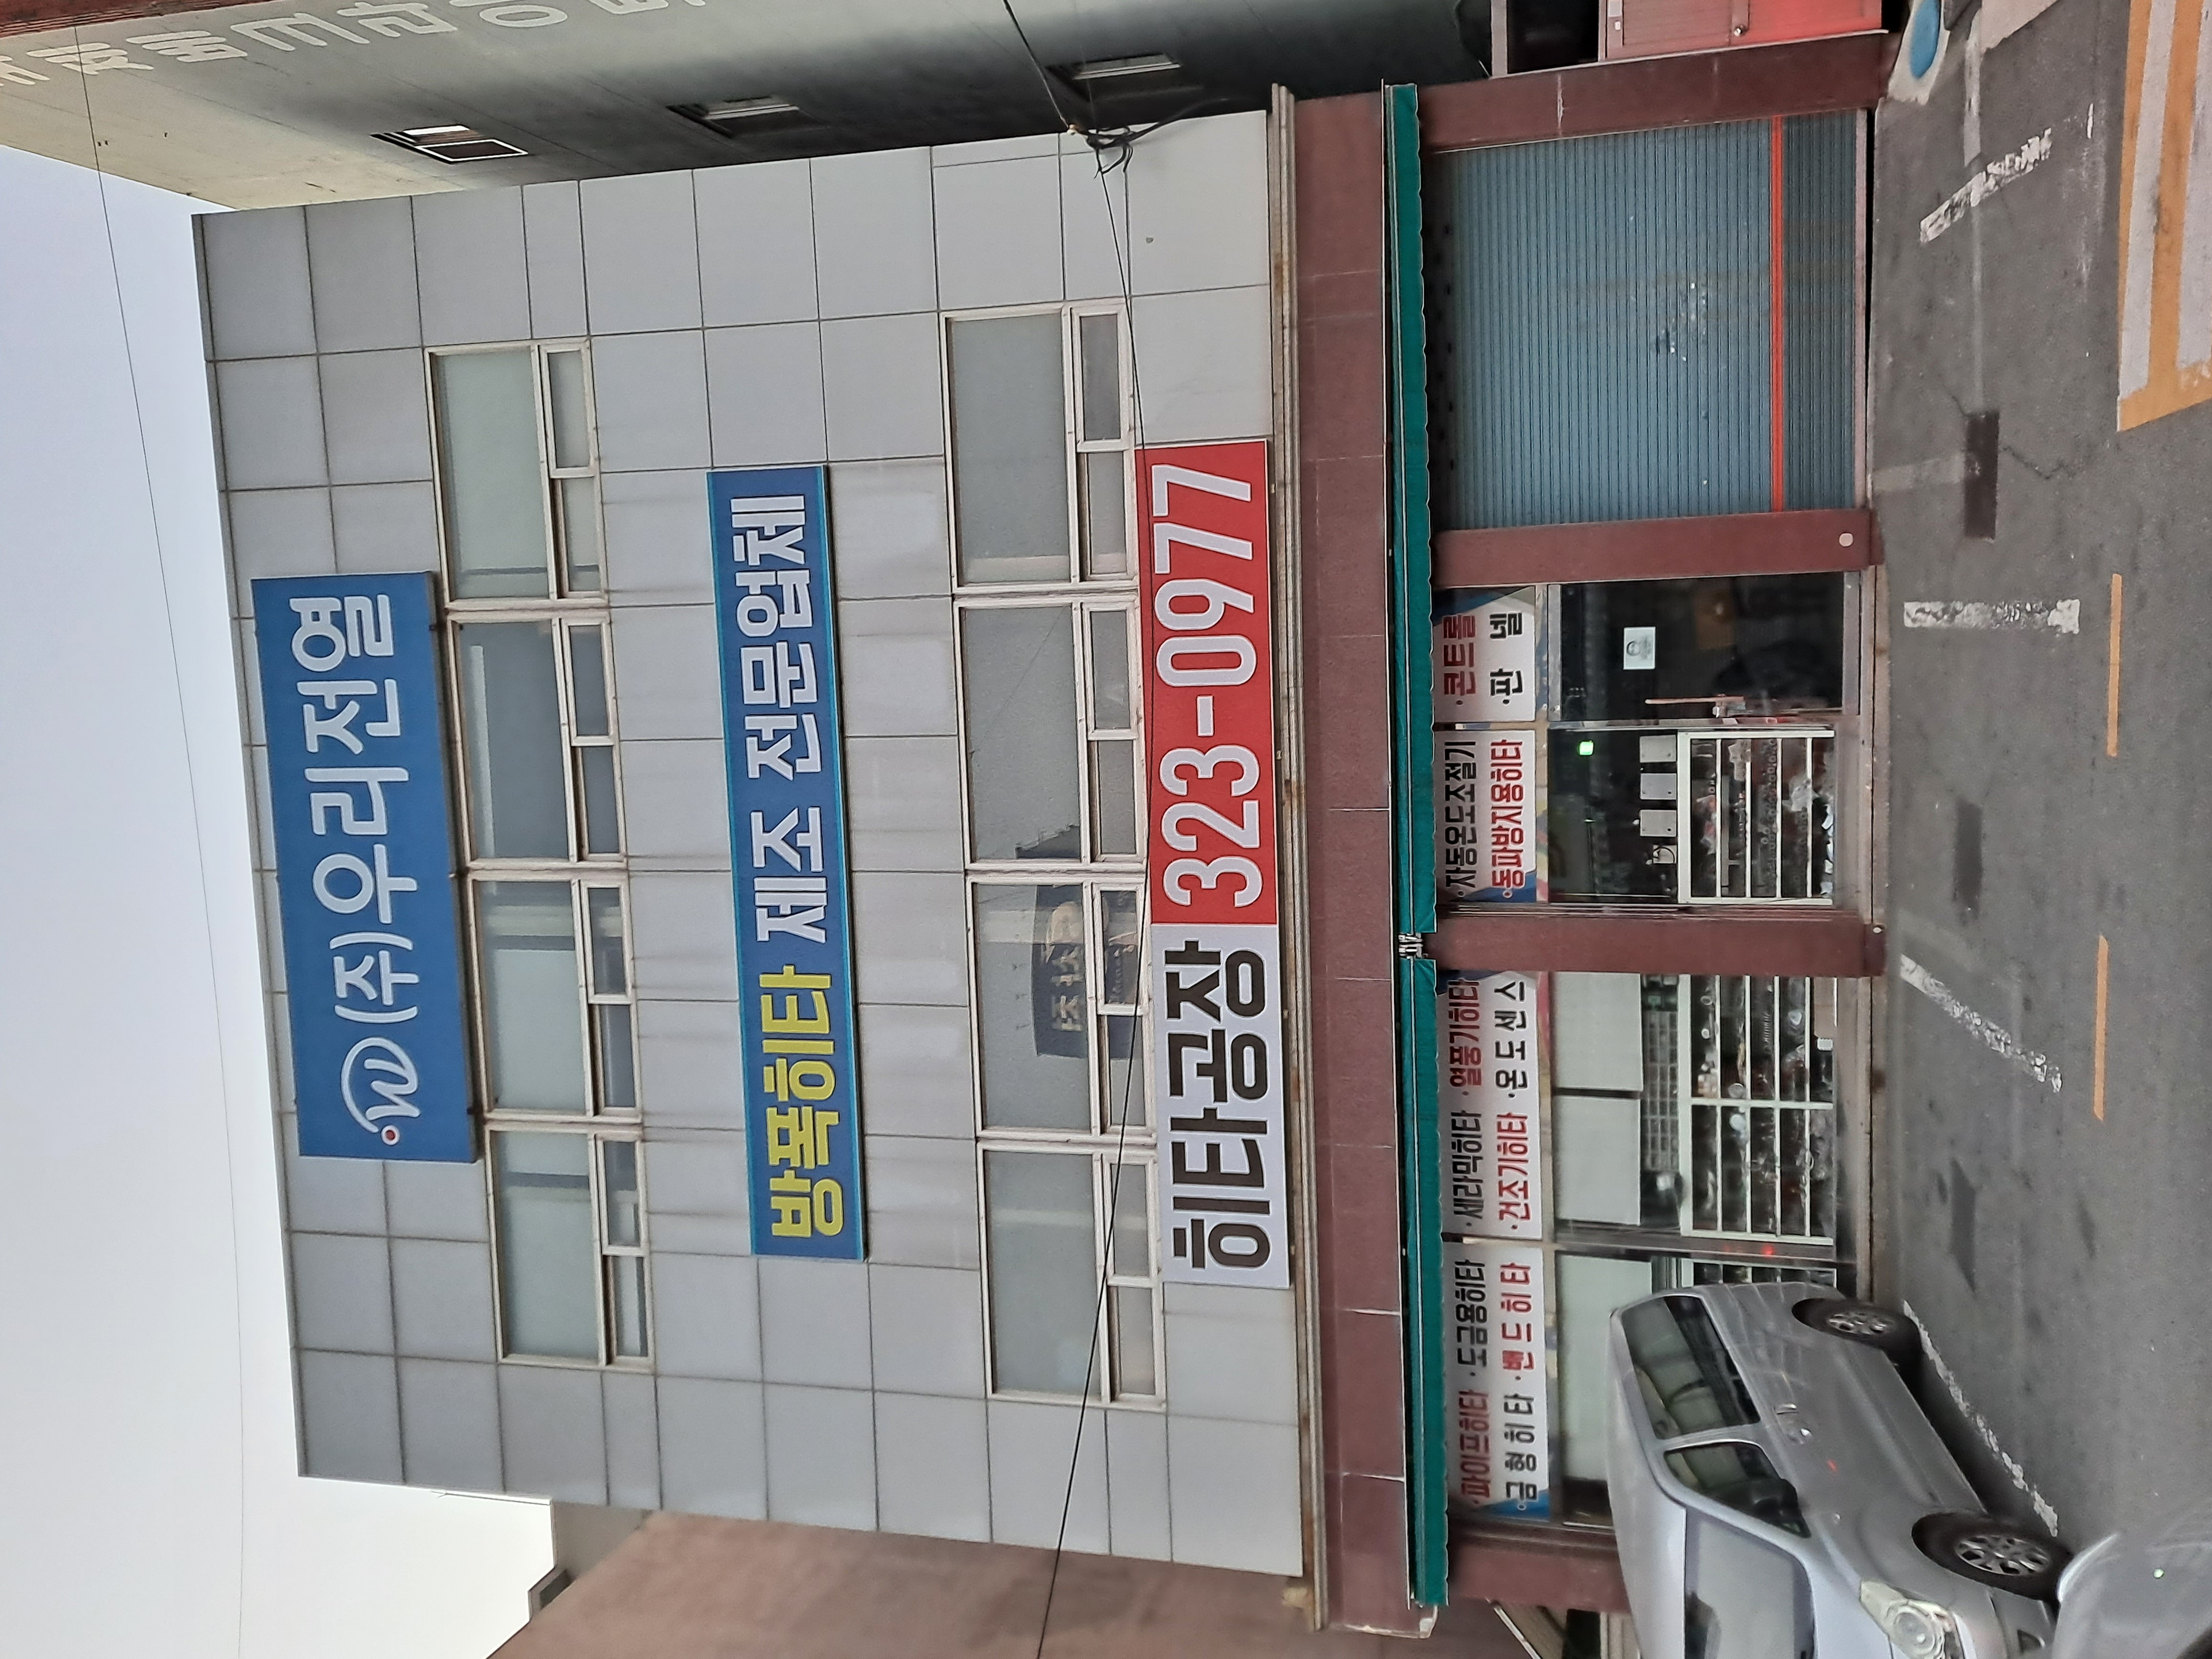 (주)우리전열
방폭히타 제조 전문업체
히타공장 323-0977
·파이프히타 ·도금용히타
·금형히타 ·밴드히타
·세라믹히타 ·열풍기히타
·건조기히타 ·온도센스
·자동온도조절기
·동파방지용히타
·콘트롤
·판넬